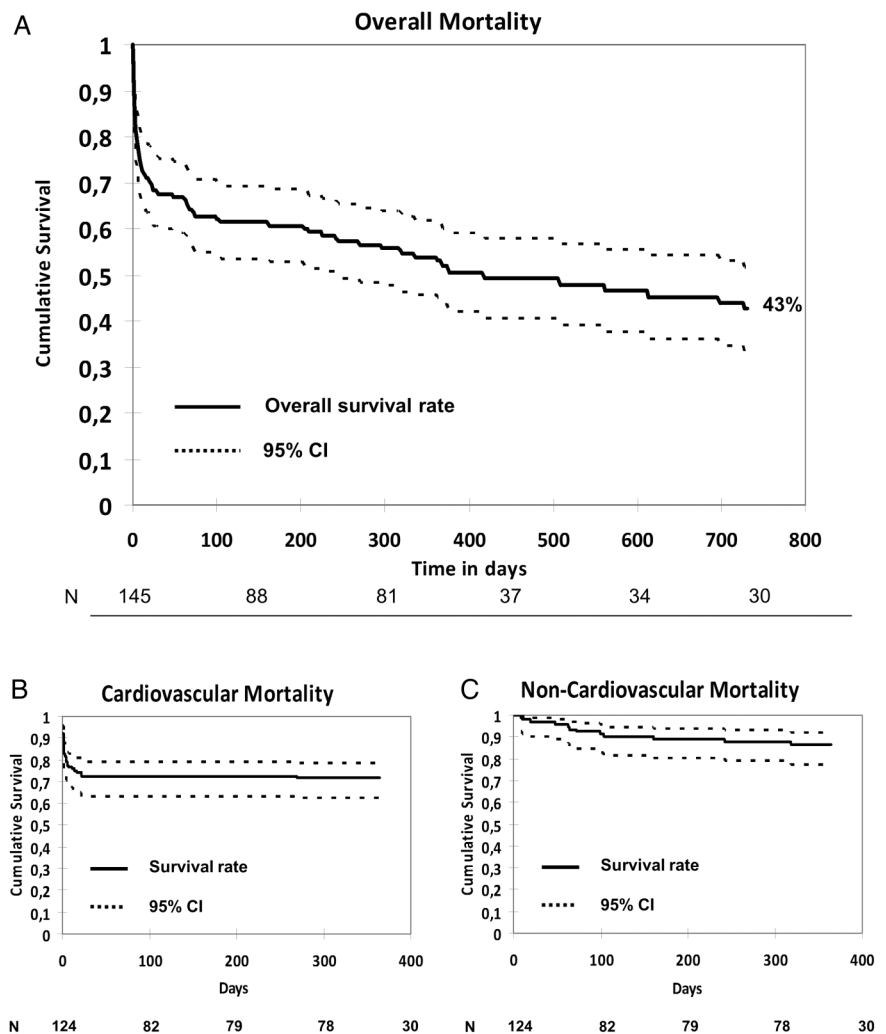 A
Overall Mortality
Cumulative Survival
1
0,9
0,8
0,7
0,6
0,5
0,4
0,3
0,2
0,1
0
43%
Overall survival rate
95% CI
0 100 200 300 400 500 600 700 800
Time in days
N 145 88 81 37 34 30
B
Cardiovascular Mortality
Cumulative Survival
1
0,9
0,8
0,7
0,6
0,5
0,4
0,3
0,2
0,1
0
Survival rate
95% CI
0 100 200 300 400
Days
N 124 82 79 78 30
C
Non-Cardiovascular Mortality
Cumulative Survival
1
0,9
0,8
0,7
0,6
0,5
0,4
0,3
0,2
0,1
0
Survival rate
95% CI
0 100 200 300 400
Days
N 124 82 79 78 30